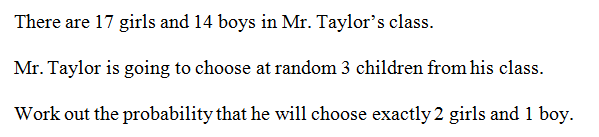 There are 17 girls and 14 boys in Mr. Taylor’s class.
Mr. Taylor is going to choose at random 3 children from his class.
Work out the probability that he will choose exactly 2 girls and 1 boy.